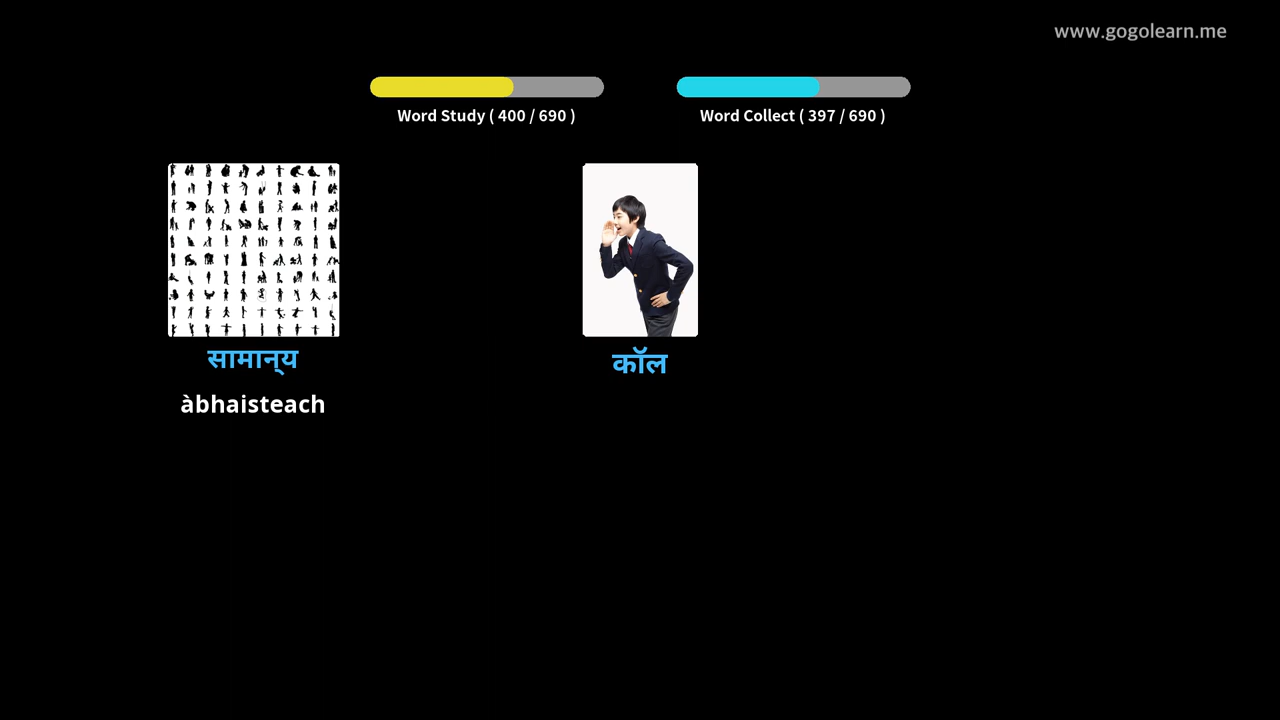 www.gogolearn.me
Word Study ( 400 / 690 )
Word Collect ( 397 / 690 )
सामान्‌य
कॉल
àbhaisteach